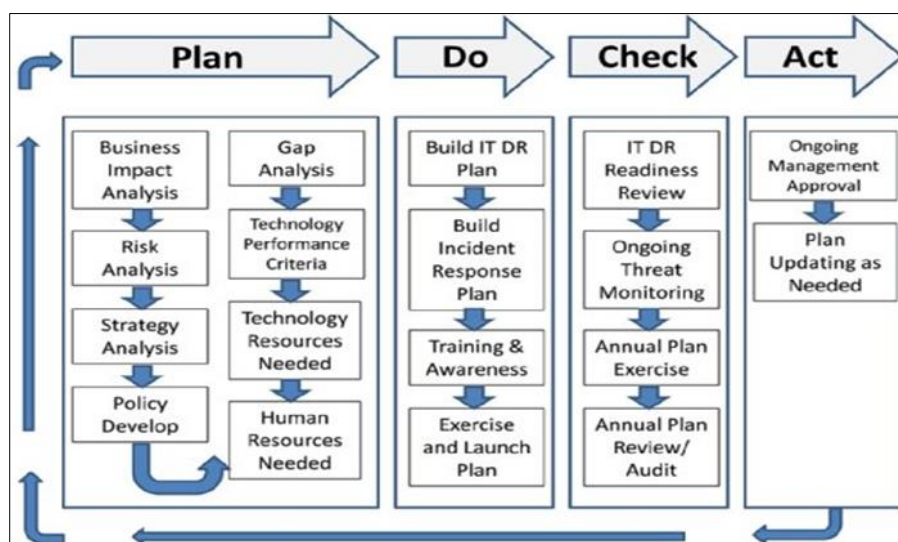 Plan
Do
Check
Act
Business
Impact
Analysis
Risk
Analysis
Strategy
Analysis
Policy
Develop
Gap
Analysis
Technology
Performance
Criteria
Technology
Resources
Needed
Human
Resources
Needed
Build IT DR
Plan
Build
Incident
Response
Plan
Training &
Awareness
Exercise
and Launch
Plan
IT DR
Readiness
Review
Ongoing
Threat
Monitoring
Annual Plan
Exercise
Annual Plan
Review/
Audit
Ongoing
Management
Approval
Plan
Updating as
Needed